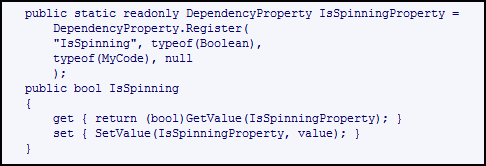 public static readonly DependencyProperty IsSpinningProperty =
    DependencyProperty.Register(
    "IsSpinning", typeof(Boolean),
    typeof(MyCode), null
    );
public bool IsSpinning
{
    get { return (bool)GetValue(IsSpinningProperty); }
    set { SetValue(IsSpinningProperty, value); }
}